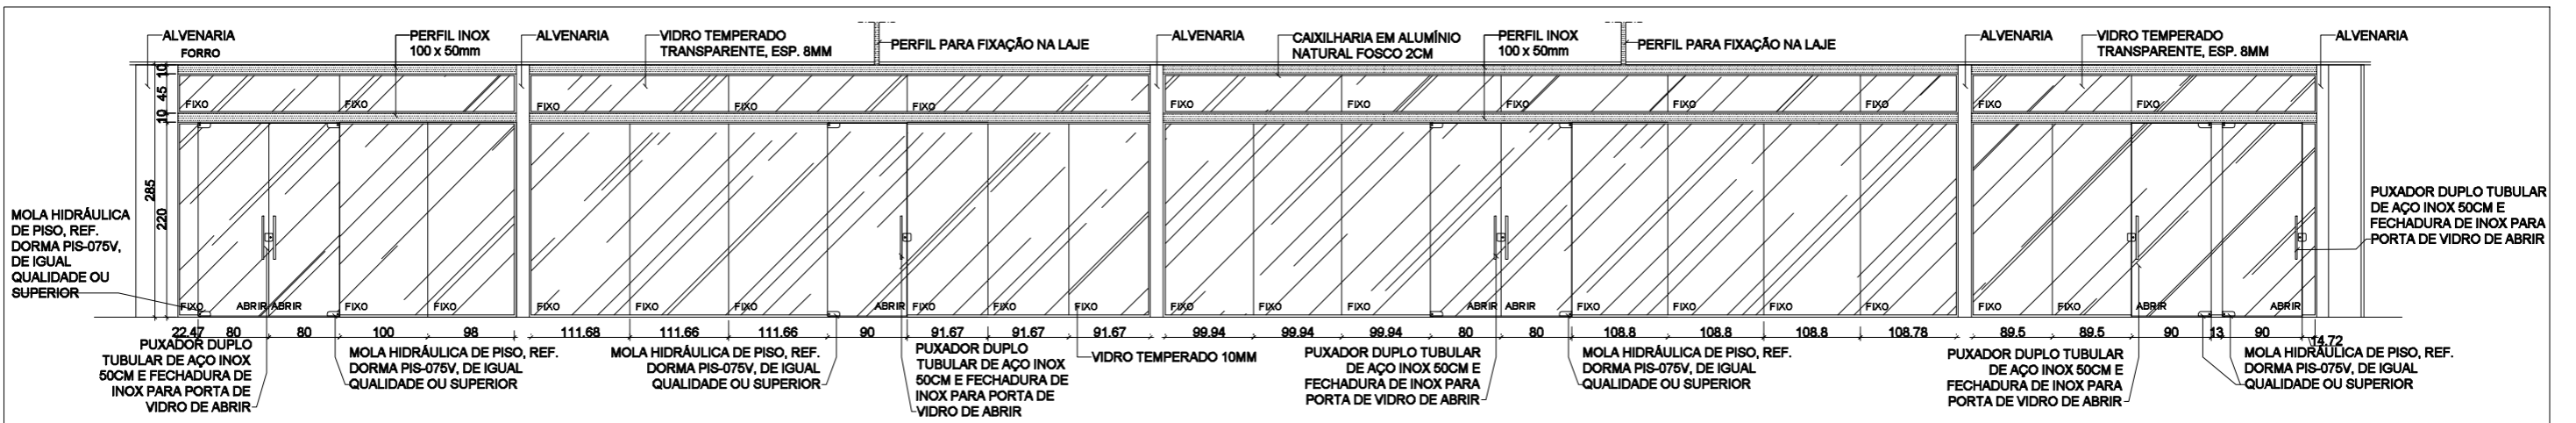 ALVENARIA
FORRO
PERFIL INOX
100 x 50mm
ALVENARIA
VIDRO TEMPERADO
TRANSPARENTE, ESP. 8MM
PERFIL PARA FIXAÇÃO NA LAJE
ALVENARIA
CAIXILHARIA EM ALUMÍNIO
NATURAL FOSCO 2CM
PERFIL INOX
100 x 50mm
PERFIL PARA FIXAÇÃO NA LAJE
ALVENARIA
VIDRO TEMPERADO
TRANSPARENTE, ESP. 8MM
ALVENARIA
10
45
10
285
220
FIXO FIXO FIXO FIXO FIXO FIXO FIXO FIXO FIXO FIXO FIXO FIXO
MOLA HIDRÁULICA
DE PISO, REF.
DORMA PIS-075V,
DE IGUAL
QUALIDADE OU
SUPERIOR
PUXADOR DUPLO TUBULAR
DE AÇO INOX 50CM E
FECHADURA DE INOX PARA
PORTA DE VIDRO DE ABRIR
FIXO ABRIR ABRIR FIXO FIXO FIXO FIXO FIXO ABRIR FIXO FIXO FIXO FIXO FIXO FIXO ABRIR ABRIR FIXO FIXO FIXO FIXO FIXO FIXO ABRIR ABRIR
22.47 80 80 100 98 111.68 111.66 111.66 90 91.67 91.67 91.67 99.94 99.94 99.94 80 80 108.8 108.8 108.8 108.78 89.5 89.5 90 13 90 14.72
PUXADOR DUPLO
TUBULAR DE AÇO INOX
50CM E FECHADURA DE
INOX PARA PORTA DE
VIDRO DE ABRIR
MOLA HIDRÁULICA DE PISO, REF.
DORMA PIS-075V, DE IGUAL
QUALIDADE OU SUPERIOR
MOLA HIDRÁULICA DE PISO, REF.
DORMA PIS-075V, DE IGUAL
QUALIDADE OU SUPERIOR
PUXADOR DUPLO
TUBULAR DE AÇO INOX
50CM E FECHADURA DE
INOX PARA PORTA DE
VIDRO DE ABRIR
VIDRO TEMPERADO 10MM
PUXADOR DUPLO TUBULAR
DE AÇO INOX 50CM E
FECHADURA DE INOX PARA
PORTA DE VIDRO DE ABRIR
MOLA HIDRÁULICA DE PISO, REF.
DORMA PIS-075V, DE IGUAL
QUALIDADE OU SUPERIOR
PUXADOR DUPLO TUBULAR
DE AÇO INOX 50CM E
FECHADURA DE INOX PARA
PORTA DE VIDRO DE ABRIR
MOLA HIDRÁULICA DE PISO, REF.
DORMA PIS-075V, DE IGUAL
QUALIDADE OU SUPERIOR